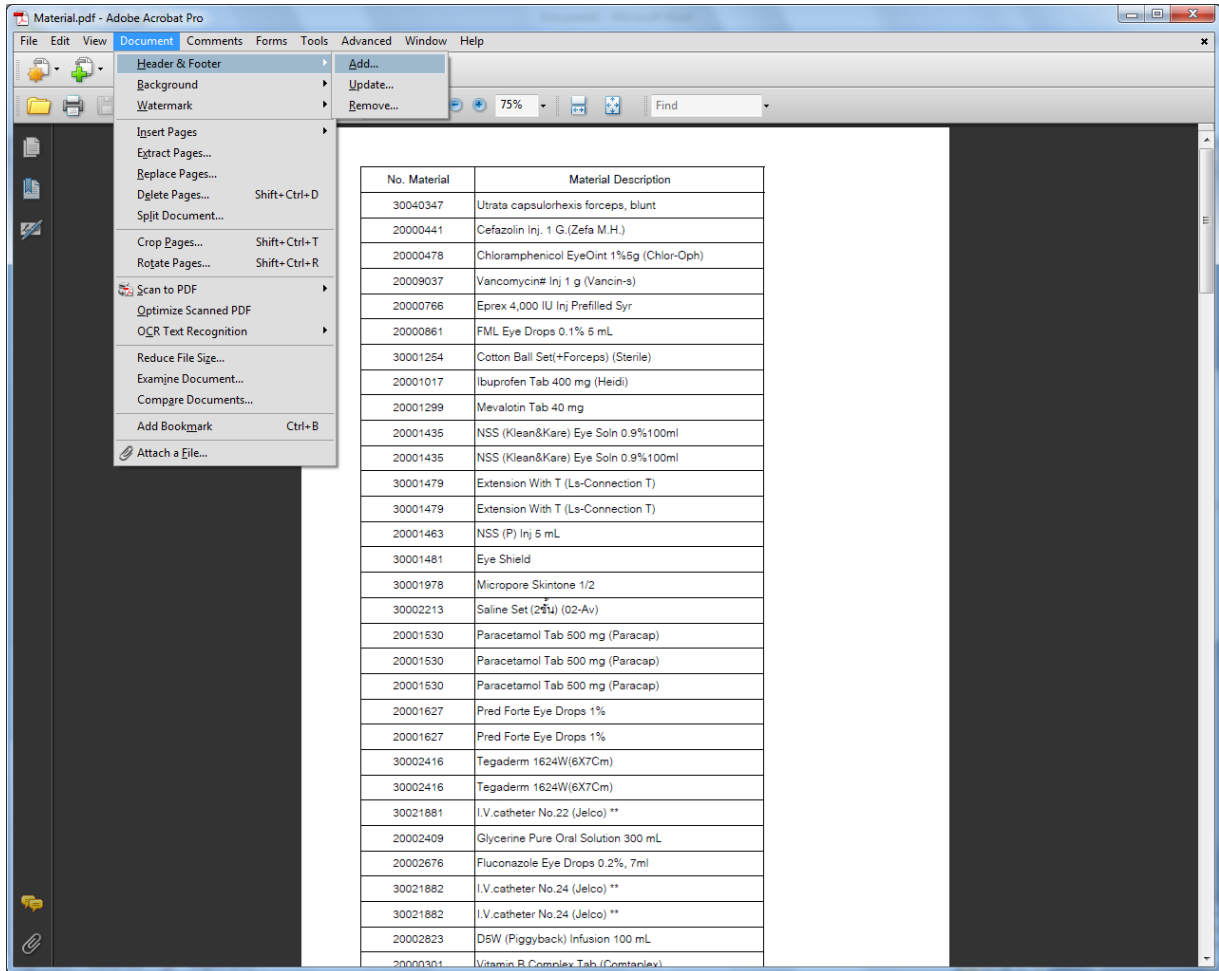 Material.pdf - Adobe Acrobat Pro
File Edit View Document Comments Forms Tools Advanced Window Help
Header & Footer
Background
Watermark
Insert Pages
Extract Pages...
Replace Pages...
Delete Pages... Shift+Ctrl+D
Split Document...
Crop Pages... Shift+Ctrl+T
Rotate Pages... Shift+Ctrl+R
Scan to PDF
Optimize Scanned PDF
OCR Text Recognition
Reduce File Size...
Examine Document...
Compare Documents...
Add Bookmark Ctrl+B
Attach a File...
Add...
Update...
Remove...
75% Find
No. Material Material Description
30040347 Utrata capsulorhexis forceps, blunt
20000441 Cefazolin Inj. 1 G.(Zefa M.H.)
20000478 Chloramphenicol EyeOint 1%5g (Chlor-Oph)
20009037 Vancomycin# Inj 1 g (Vancin-s)
20000766 Eprex 4,000 IU Inj Prefilled Syr
20000861 FML Eye Drops 0.1% 5 mL
30001254 Cotton Ball Set(+Forceps) (Sterile)
20001017 Ibuprofen Tab 400 mg (Heidi)
20001299 Mevalotin Tab 40 mg
20001435 NSS (Klean&Kare) Eye Soln 0.9%100ml
20001435 NSS (Klean&Kare) Eye Soln 0.9%100ml
30001479 Extension With T (Ls-Connection T)
30001479 Extension With T (Ls-Connection T)
20001463 NSS (P) Inj 5 mL
30001481 Eye Shield
30001978 Micropore Skintone 1/2
30002213 Saline Set (2ชั้น) (02-Av)
20001530 Paracetamol Tab 500 mg (Paracap)
20001530 Paracetamol Tab 500 mg (Paracap)
20001530 Paracetamol Tab 500 mg (Paracap)
20001627 Pred Forte Eye Drops 1%
20001627 Pred Forte Eye Drops 1%
30002416 Tegaderm 1624W(6X7Cm)
30002416 Tegaderm 1624W(6X7Cm)
30021881 I.V.catheter No.22 (Jelco) **
20002409 Glycerine Pure Oral Solution 300 mL
20002676 Fluconazole Eye Drops 0.2%, 7ml
30021882 I.V.catheter No.24 (Jelco) **
30021882 I.V.catheter No.24 (Jelco) **
20002823 D5W (Piggyback) Infusion 100 mL
20000301 Vitamin B Complex Tab (Comtaplex)